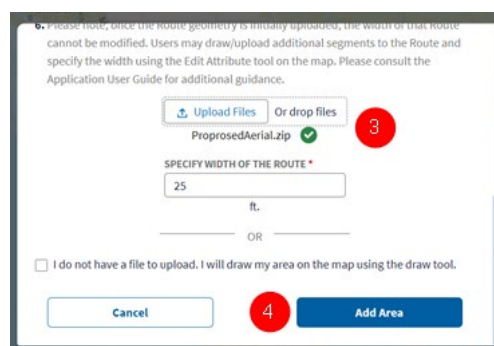 6. Please note, once the Route geometry is initially uploaded, the width of that Route
cannot be modified. Users may draw/upload additional segments to the Route and
specify the width using the Edit Attribute tool on the map. Please consult the
Application User Guide for additional guidance.
Upload Files Or drop files
3
ProprosedAerial.zip
SPECIFY WIDTH OF THE ROUTE *
25
ft.
OR
I do not have a file to upload. I will draw my area on the map using the draw tool.
Cancel
4
Add Area